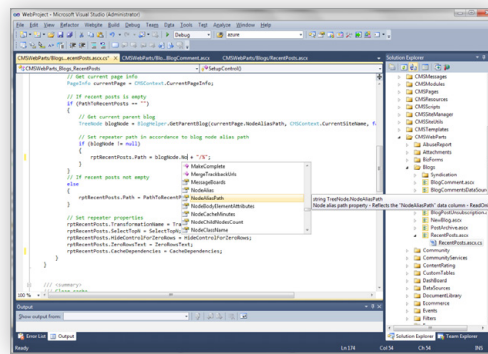 WebProject - Microsoft Visual Studio (Administrator)
File Edit View Refactor Website Build Debug Team Data Tools Test Analyze Window Help
Debug
azure
CMSWebParts/Blogs...ecentPosts.ascx.cs* CMSWebParts/Blo...BlogComment.ascx CMSWebParts/Blogs/RecentPosts.ascx
CMSWebParts_Blogs_RecentPosts
SetupControl()
// Get current page info
PageInfo currentPage = CMSContext.CurrentPageInfo;
// If recent posts is empty
if (PathToRecentPosts == "")
{
// Get current parent blog
TreeNode blogNode = BlogHelper.GetParentBlog(currentPage.NodeAliasPath, CMSContext.CurrentSiteName, fa
// Set repeater path in accordance to blog node alias path
if (blogNode != null)
{
rptRecentPosts.Path = blogNode.No + "/%";
}
MakeComplete
MergeTrackbackUrls
MessageBoards
NodeAlias
NodeAliasPath
NodeBodyElementAttributes
NodeCacheMinutes
NodeChildNodesCount
NodeClassName
string TreeNode.NodeAliasPath
Node alias path property - Reflects the "NodeAliasPath" data column - ReadOn
// If recent posts not empty
else
{
rptRecentPosts.Path = PathToRecentP
}
// Set repeater properties
rptRecentPosts.TransformationName = Tra
rptRecentPosts.SelectTopN = SelectTopN;
rptRecentPosts.HideControlForZeroRows = HideControlForZeroRows;
rptRecentPosts.ZeroRowsText = ZeroRowsText;
rptRecentPosts.CacheDependencies = CacheDependencies;
}
}
/// <summary>
100 %
Output
Show output from:
Error List Output
Solution Explorer
CMSMessages
CMSModules
CMSPages
CMSResources
CMSScripts
CMSSiteManager
CMSSiteUtils
CMSTemplates
CMSWebParts
AbuseReport
Attachments
BizForms
Blogs
Syndication
BlogComment.ascx
BlogCommentsDataSour
BlogPostUnsubscription.
NewBlog.ascx
PostArchive.ascx
RecentPosts.ascx
RecentPosts.ascx.cs
Community
CommunityServices
ContentRating
CustomTables
DashBoard
DataSources
DocumentLibrary
Ecommerce
Events
Filters
Solution Explorer Team Explorer
Ready Ln 174 Col 54 Ch 54 INS